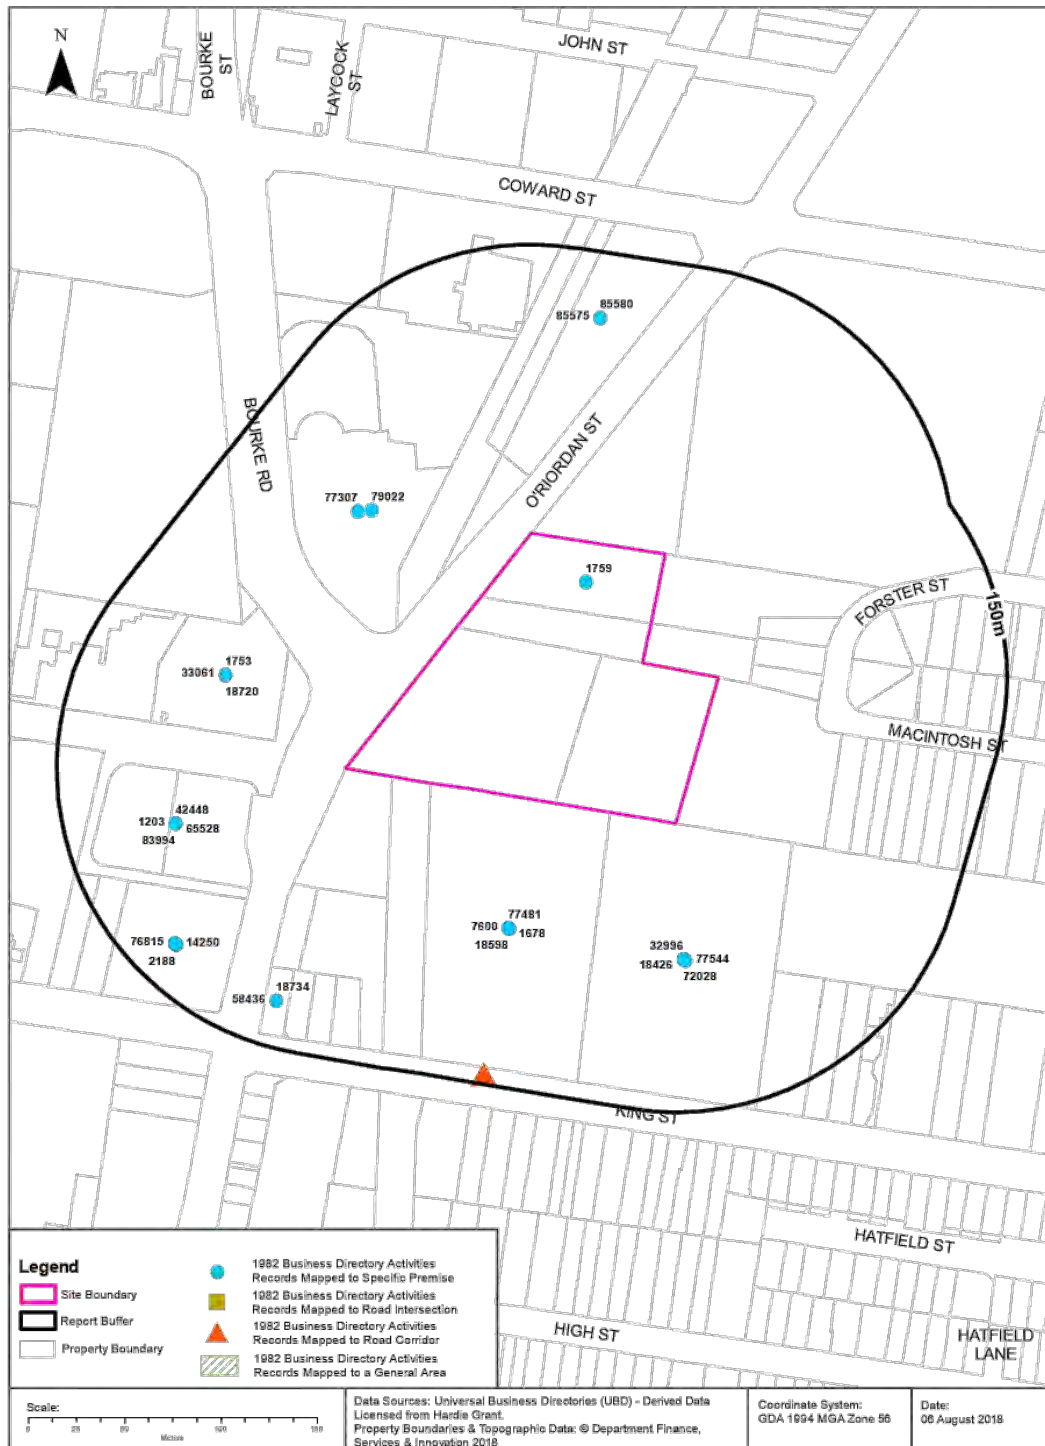 N
BOURKE
ST
LAYCOCK
ST
JOHN ST
COWARD ST
85580
85575
BOURKE RD
O'RIORDAN ST
77307 79022
1759
FORSTER ST
150m
1753
33061
18720
MACINTOSH ST
42448
1203 65528
83994
77481
7600 1678
18598
76815 14250
2188
32996
18426 77544
72028
18734
58436
KING ST
HATFIELD ST
HIGH ST
HATFIELD
LANE
Legend
Site Boundary
Report Buffer
Property Boundary
1982 Business Directory Activities
Records Mapped to Specific Premise
1982 Business Directory Activities
Records Mapped to Road Intersection
1982 Business Directory Activities
Records Mapped to Road Corridor
1982 Business Directory Activities
Records Mapped to a General Area
Scale:
0 25 50 100 150
Metres
Data Sources: Universal Business Directories (UBD) - Derived Data
Licensed from Hardie Grant.
Property Boundaries & Topographic Data: © Department Finance,
Services & Innovation 2018
Coordinate System:
GDA 1994 MGA Zone 56
Date:
06 August 2018